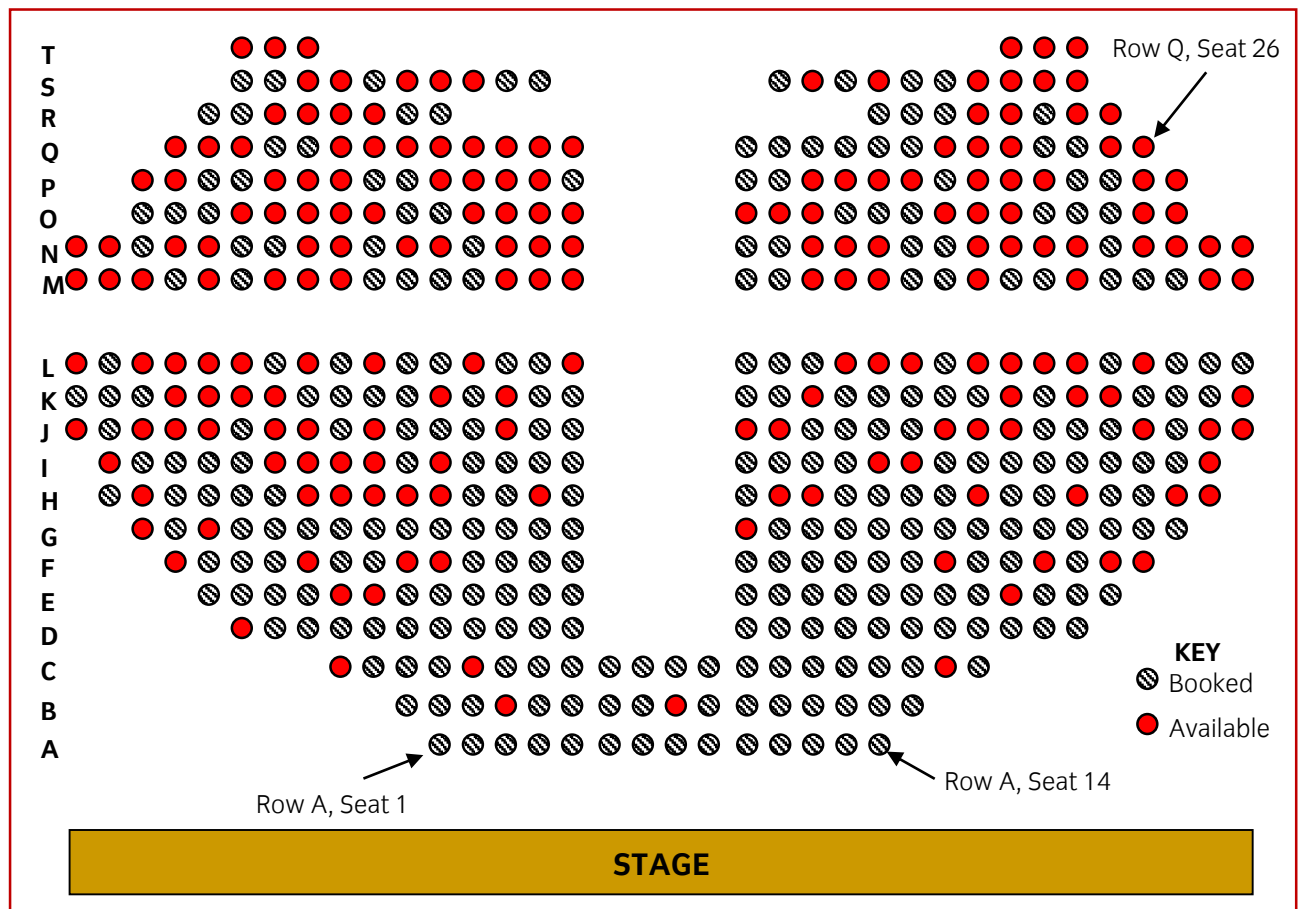 T
Row Q, Seat 26
S
R
Q
P
O
N
M
L
K
J
I
H
G
F
E
D
C
KEY
Booked
B
Available
A
Row A, Seat 14
Row A, Seat 1
STAGE